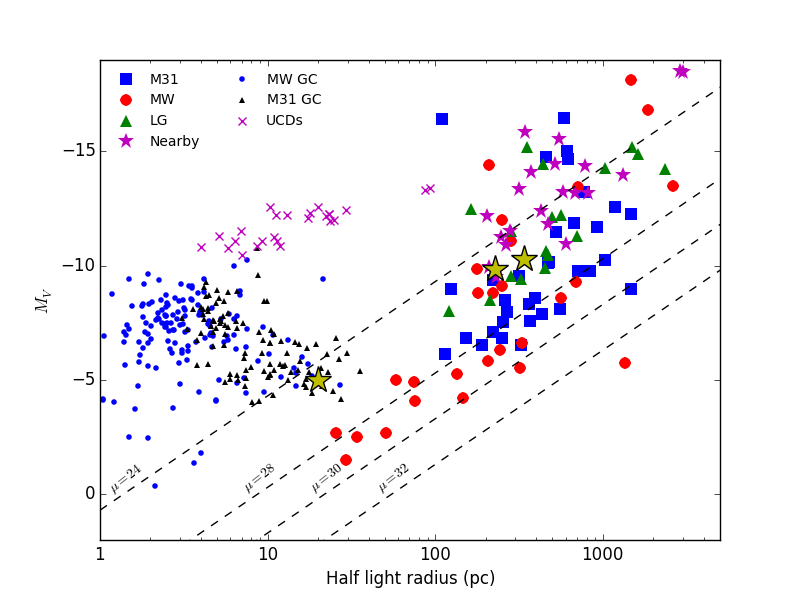 M31
MW
LG
Nearby
MW GC
M31 GC
UCDs
−15
−10
−5
0
M_V
μ=24
μ=28
μ=30
μ=32
1
10
100
1000
Half light radius (pc)